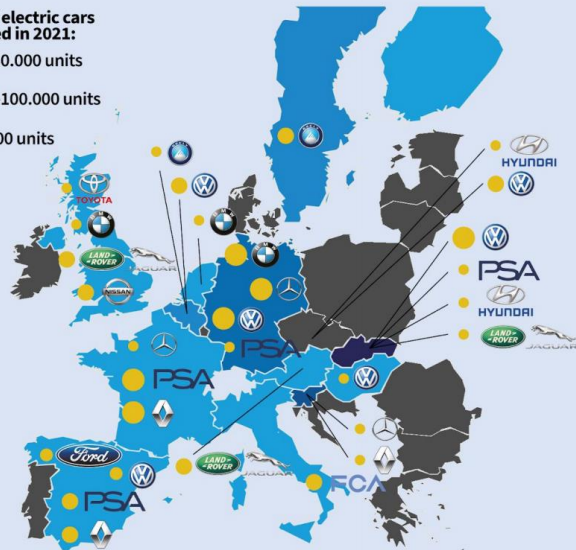 electric cars
ed in 2021:
0.000 units
100.000 units
00 units
HYUNDAI
TOYOTA
LAND-ROVER
JAGUAR
NISSAN
PSA
HYUNDAI
PSA
LAND-ROVER
JAGUAR
PSA
Ford
LAND-ROVER
JAGUAR
FCA
PSA